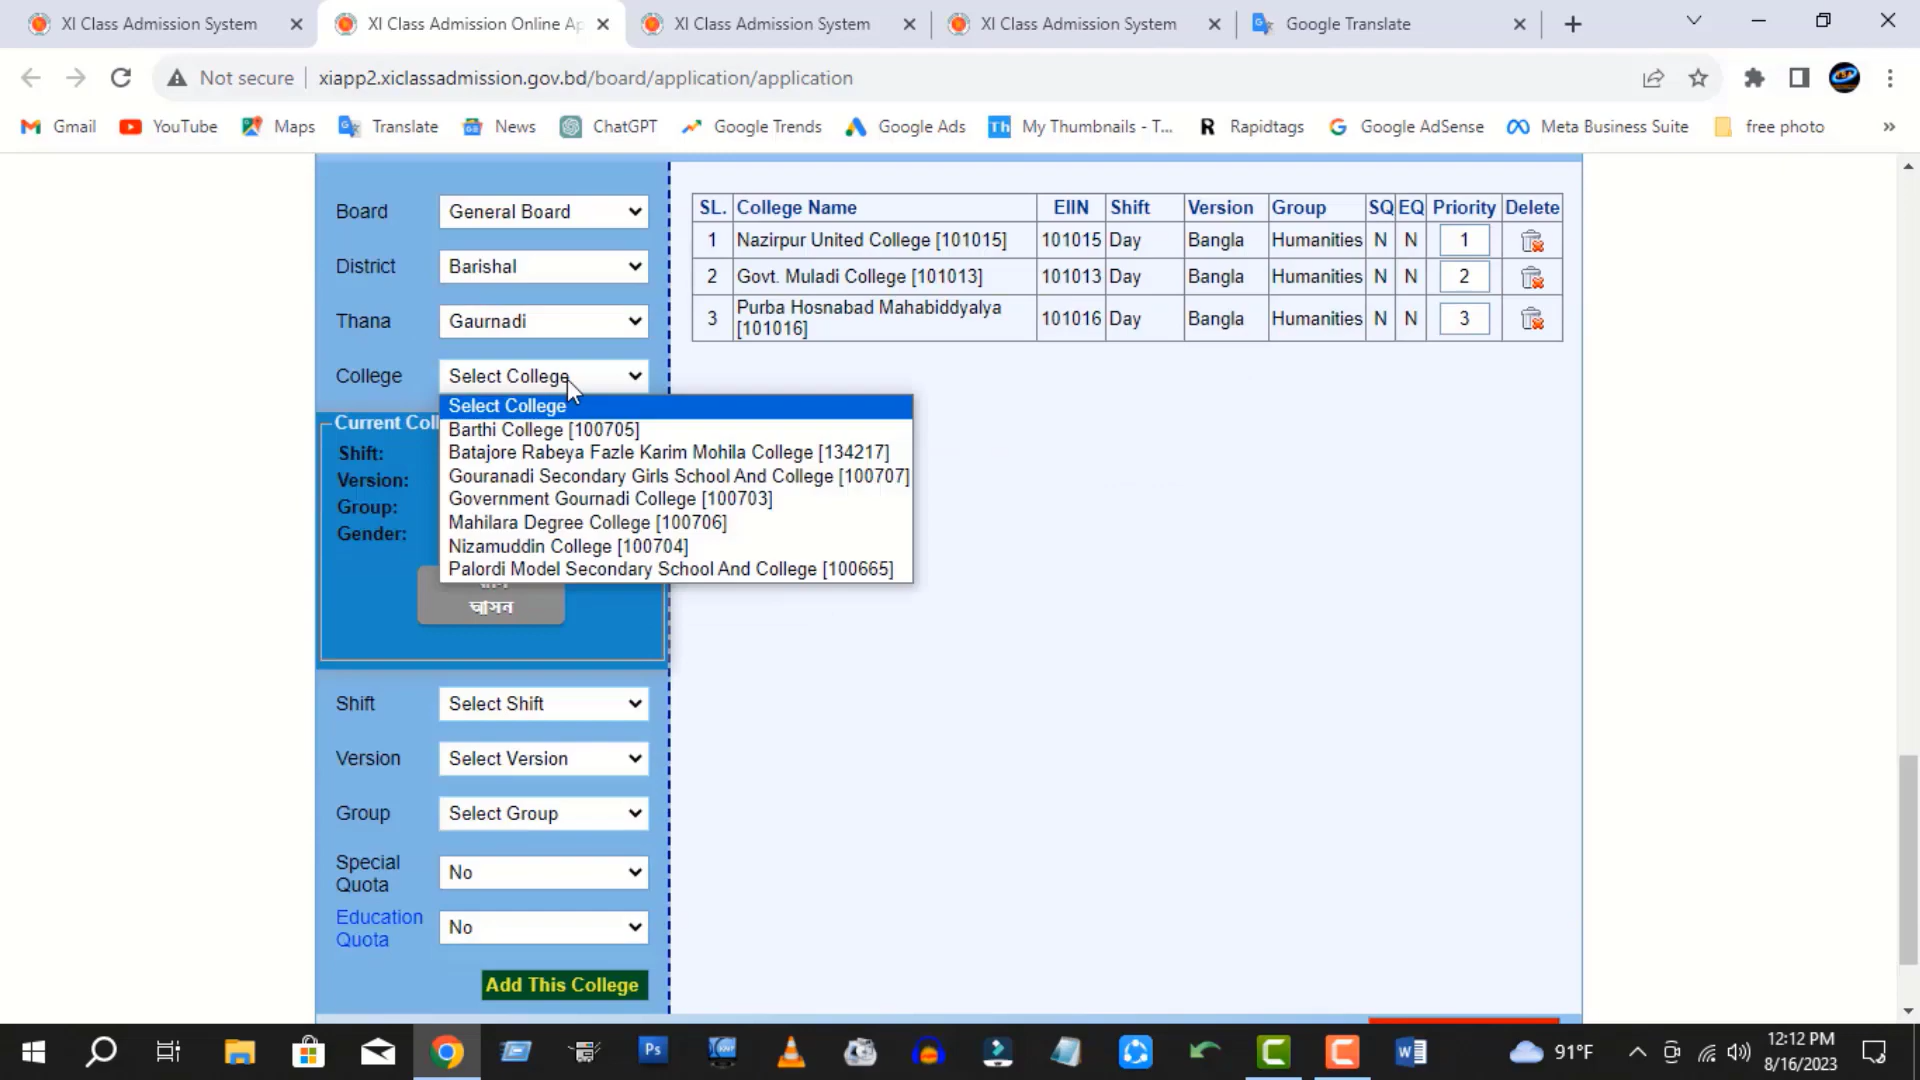 XI Class Admission System
XI Class Admission Online Ap
XI Class Admission System
XI Class Admission System
Google Translate
Not secure
xiapp2.xiclassadmission.gov.bd/board/application/application
Gmail
YouTube
Maps
Translate
News
ChatGPT
Google Trends
Google Ads
Th
My Thumbnails - T...
R
Rapidtags
Google AdSense
Meta Business Suite
free photo
»
Board
General Board
District
Barishal
Thana
Gaurnadi
College
Select College
Select College
Barthi College [100705]
Batajore Rabeya Fazle Karim Mohila College [134217]
Gouranadi Secondary Girls School And College [100707]
Government Gournadi College [100703]
Mahilara Degree College [100706]
Nizamuddin College [100704]
Palordi Model Secondary School And College [100665]
Current Coll
Shift:
Version:
Group:
Gender:
আসন
Shift
Select Shift
Version
Select Version
Group
Select Group
Special
Quota
No
Education
Quota
No
Add This College
SL. College Name EIIN Shift Version Group SQ EQ Priority Delete
1 Nazirpur United College [101015] 101015 Day Bangla Humanities N N 1
2 Govt. Muladi College [101013] 101013 Day Bangla Humanities N N 2
3 Purba Hosnabad Mahabiddyalya
[101016] 101016 Day Bangla Humanities N N 3
Ps
91°F
12:12 PM
8/16/2023